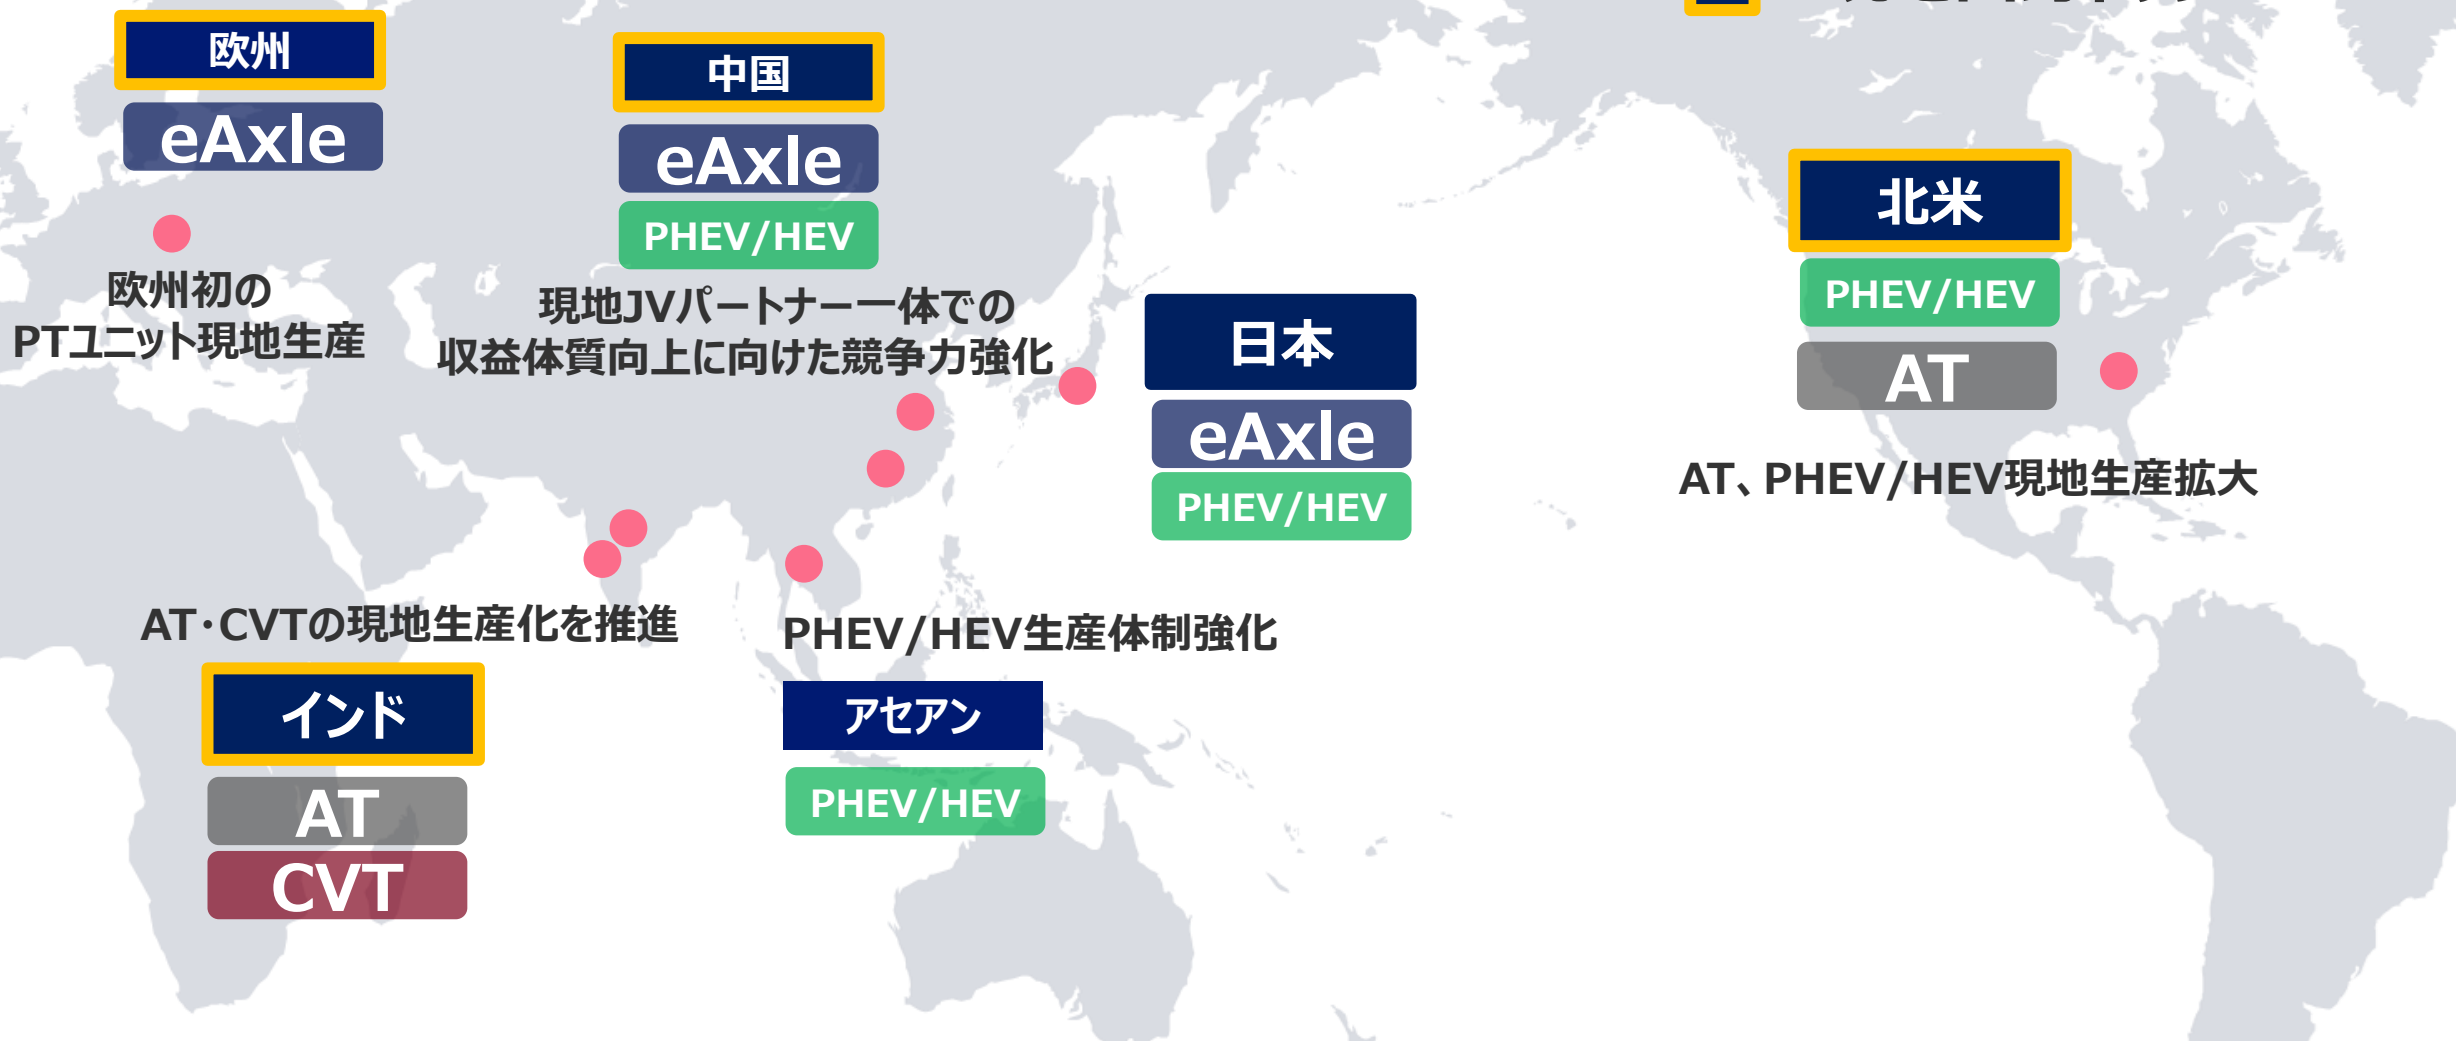 欧州
eAxle
欧州初の
PTユニット現地生産
中国
eAxle
PHEV/HEV
現地JVパートナー一体での
収益体質向上に向けた競争力強化
日本
eAxle
PHEV/HEV
北米
PHEV/HEV
AT
AT、PHEV/HEV現地生産拡大
AT・CVTの現地生産化を推進
インド
AT
CVT
PHEV/HEV生産体制強化
アセアン
PHEV/HEV